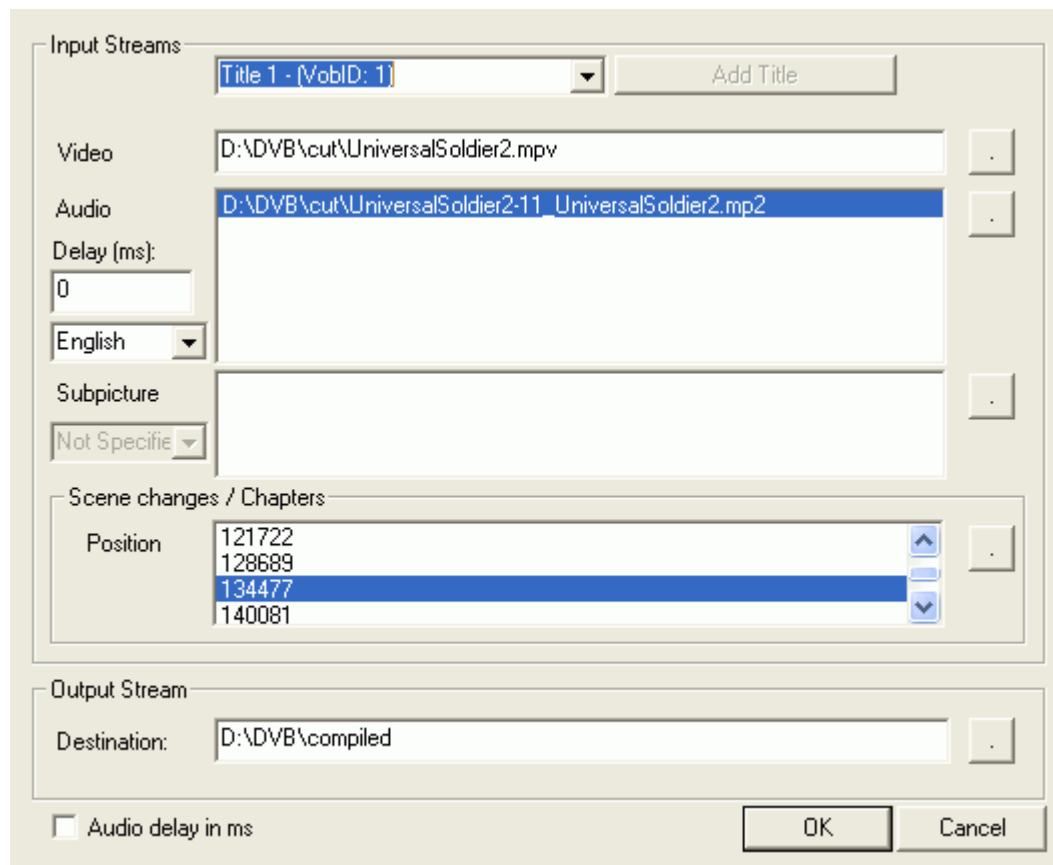 Input Streams
Title 1 - (VobID: 1)
Add Title
Video
D:\DVB\cut\UniversalSoldier2.mpv
.
Audio
D:\DVB\cut\UniversalSoldier2-11_UniversalSoldier2.mp2
.
Delay (ms):
0
English
Subpicture
.
Not Specifie
Scene changes / Chapters
Position
121722
128689
134477
140081
.
Output Stream
Destination:
D:\DVB\compiled
.
Audio delay in ms
OK
Cancel